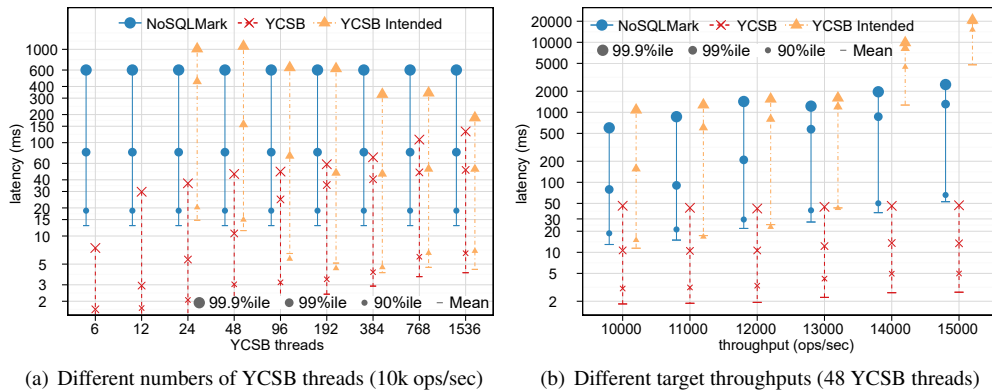 NoSQLMark YCSB YCSB Intended
1000
600
400
300
200
150
100
60
40
30
20
15
10
5
3
2
latency (ms)
99.9%ile 99%ile 90%ile Mean
6 12 24 48 96 192 384 768 1536
YCSB threads
(a) Different numbers of YCSB threads (10k ops/sec)
NoSQLMark YCSB YCSB Intended
99.9%ile 99%ile 90%ile Mean
20000
10000
5000
2000
1000
500
200
100
50
30
20
10
5
2
latency (ms)
10000 11000 12000 13000 14000 15000
throughput (ops/sec)
(b) Different target throughputs (48 YCSB threads)